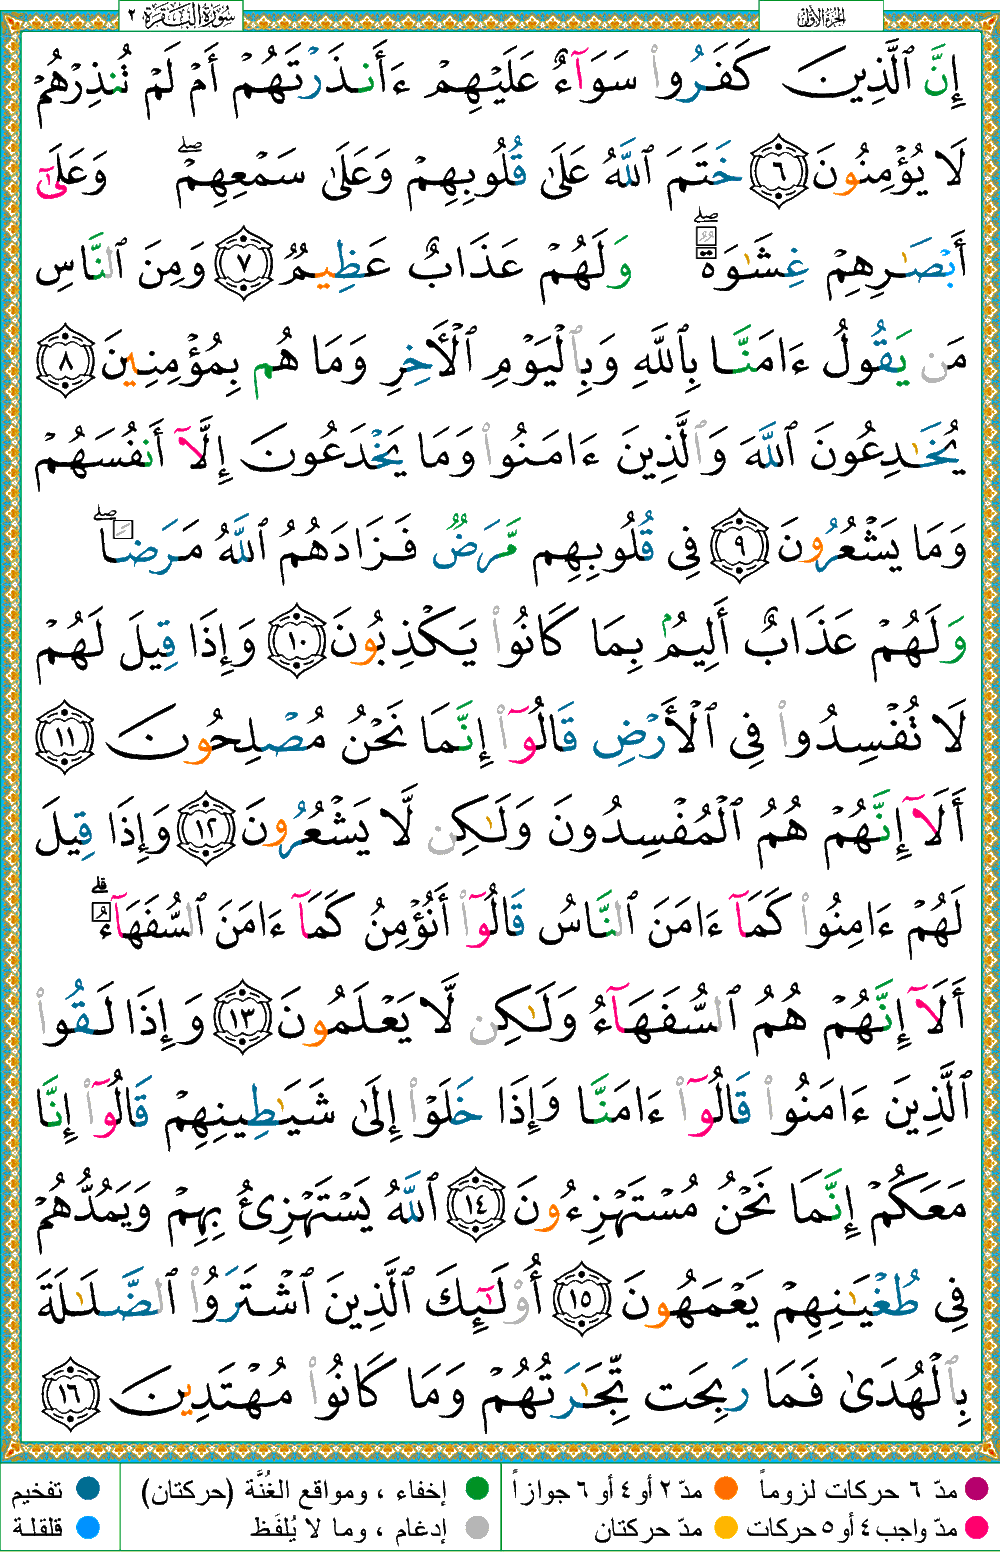 الجزء الأول
سُورَةُ البَقَرَةِ ٢
إِنَّ ٱلَّذِينَ كَفَرُوا۟ سَوَآءٌ عَلَيْهِمْ ءَأَنذَرْتَهُمْ أَمْ لَمْ تُنذِرْهُمْ
لَا يُؤْمِنُونَ ٦ خَتَمَ ٱللَّهُ عَلَىٰ قُلُوبِهِمْ وَعَلَىٰ سَمْعِهِمْ ۖ وَعَلَىٰٓ
أَبْصَـٰرِهِمْ غِشَـٰوَةٌ ۖ وَلَهُمْ عَذَابٌ عَظِيمٌ ٧ وَمِنَ ٱلنَّاسِ
مَن يَقُولُ ءَامَنَّا بِٱللَّهِ وَبِٱلْيَوْمِ ٱلْـَٔاخِرِ وَمَا هُم بِمُؤْمِنِينَ ٨
يُخَـٰدِعُونَ ٱللَّهَ وَٱلَّذِينَ ءَامَنُوا۟ وَمَا يَخْدَعُونَ إِلَّآ أَنفُسَهُمْ
وَمَا يَشْعُرُونَ ٩ فِى قُلُوبِهِم مَّرَضٌ فَزَادَهُمُ ٱللَّهُ مَرَضًا ۖ
وَلَهُمْ عَذَابٌ أَلِيمٌۢ بِمَا كَانُوا۟ يَكْذِبُونَ ١٠ وَإِذَا قِيلَ لَهُمْ
لَا تُفْسِدُوا۟ فِى ٱلْأَرْضِ قَالُوٓا۟ إِنَّمَا نَحْنُ مُصْلِحُونَ ١١
أَلَآ إِنَّهُمْ هُمُ ٱلْمُفْسِدُونَ وَلَـٰكِن لَّا يَشْعُرُونَ ١٢ وَإِذَا قِيلَ
لَهُمْ ءَامِنُوا۟ كَمَآ ءَامَنَ ٱلنَّاسُ قَالُوٓا۟ أَنُؤْمِنُ كَمَآ ءَامَنَ ٱلسُّفَهَآءُ ۗ
أَلَآ إِنَّهُمْ هُمُ ٱلسُّفَهَآءُ وَلَـٰكِن لَّا يَعْلَمُونَ ١٣ وَإِذَا لَقُوا۟
ٱلَّذِينَ ءَامَنُوا۟ قَالُوٓا۟ ءَامَنَّا وَإِذَا خَلَوْا۟ إِلَىٰ شَيَـٰطِينِهِمْ قَالُوٓا۟ إِنَّا
مَعَكُمْ إِنَّمَا نَحْنُ مُسْتَهْزِءُونَ ١٤ ٱللَّهُ يَسْتَهْزِئُ بِهِمْ وَيَمُدُّهُمْ
فِى طُغْيَـٰنِهِمْ يَعْمَهُونَ ١٥ أُو۟لَـٰٓئِكَ ٱلَّذِينَ ٱشْتَرَوُا۟ ٱلضَّلَـٰلَةَ
بِٱلْهُدَىٰ فَمَا رَبِحَت تِّجَـٰرَتُهُمْ وَمَا كَانُوا۟ مُهْتَدِينَ ١٦
مدّ ٦ حركات لزوماً مدّ ٢ أو ٤ أو ٦ جوازاً إخفاء ، ومواقع الغُنَّة (حركتان) تفخيم
مدّ واجب ٤ أو ٥ حركات مدّ حركتان إدغام ، وما لا يُلفَظ قلقلة